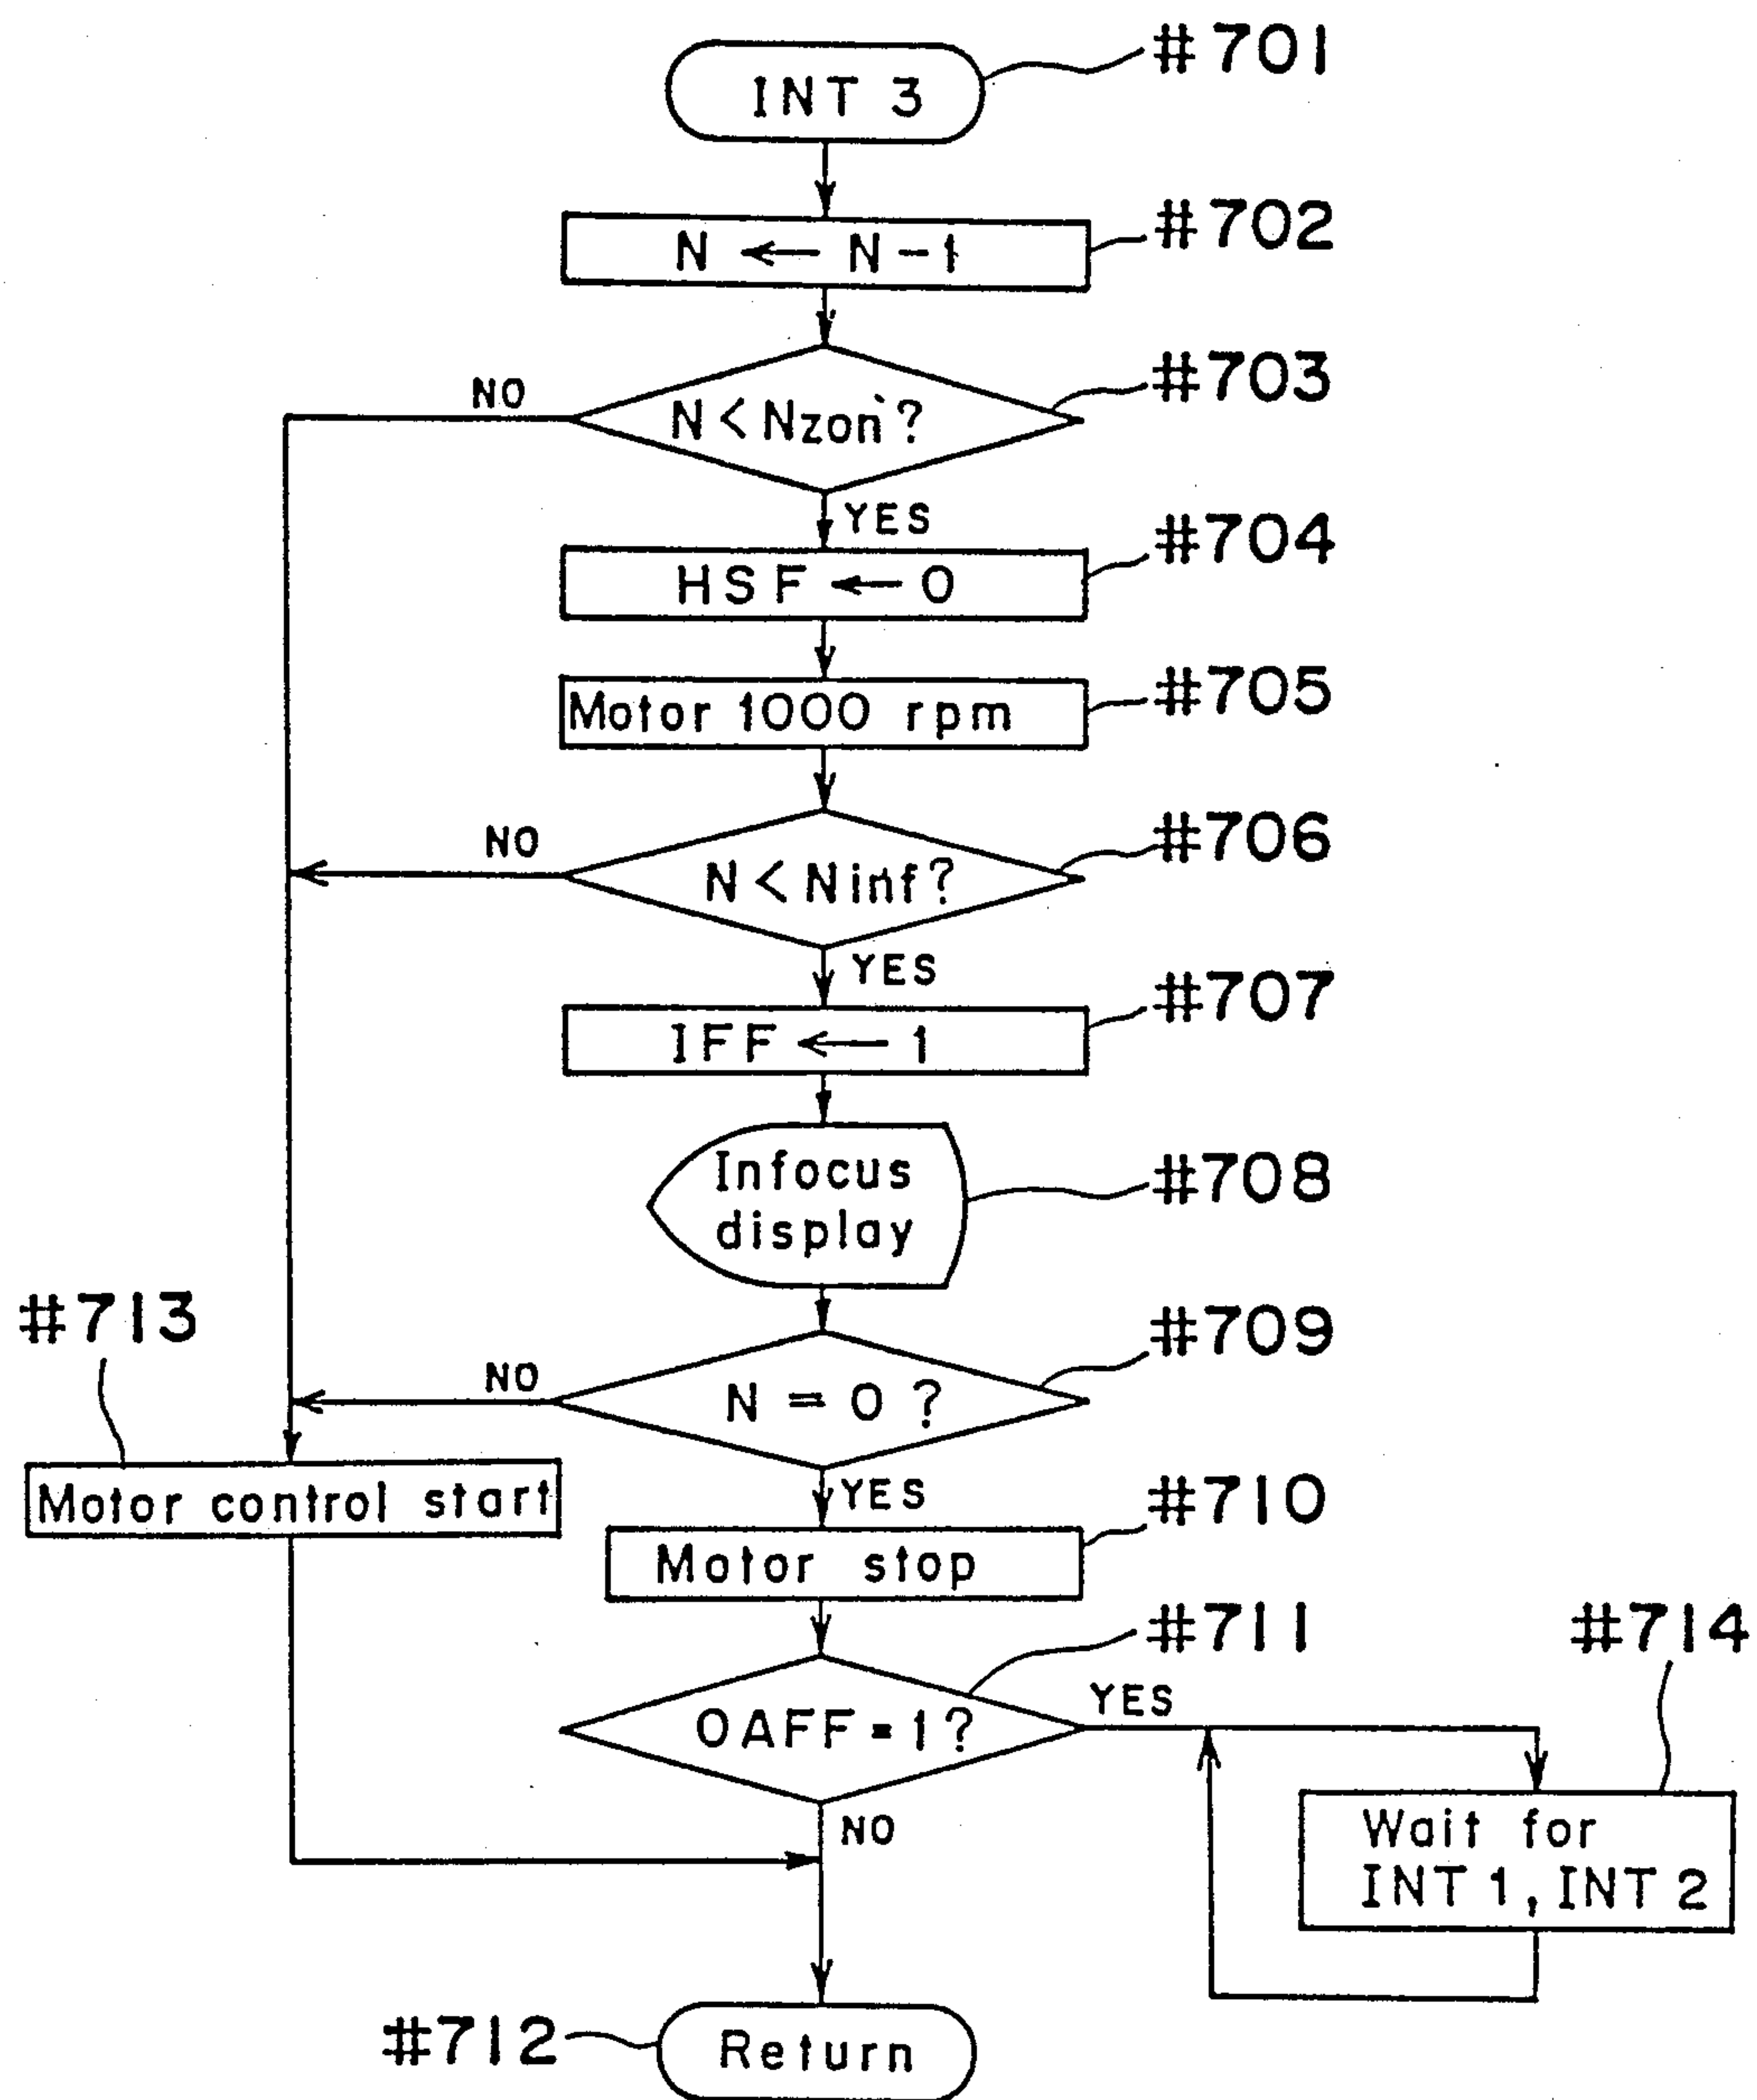 #701
INT 3
#702
N ← N-1
#703
NO
N < Nzon?
YES
#704
HSF ← 0
#705
Motor 1000 rpm
#706
NO
N < Ninf?
YES
#707
IFF ← 1
#708
Infocus
display
#709
#713
NO
N = 0 ?
YES
#710
Motor control start
Motor stop
#711
#714
OAFF = 1?
YES
NO
Wait for
INT 1, INT 2
#712
Return